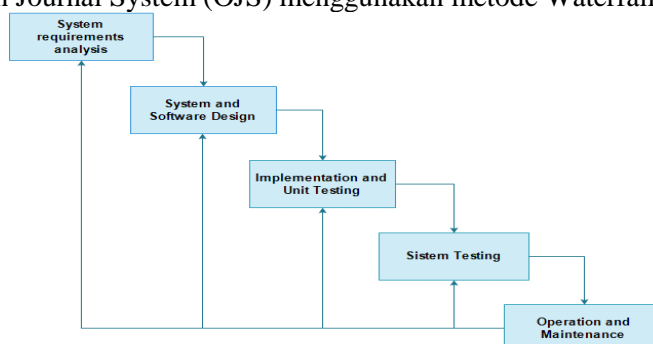 Journal System (OJS) menggunakan metode
System
requirements
analysis
System and
Software Design
Implementation and
Unit Testing
Sistem Testing
Operation and
Maintenance